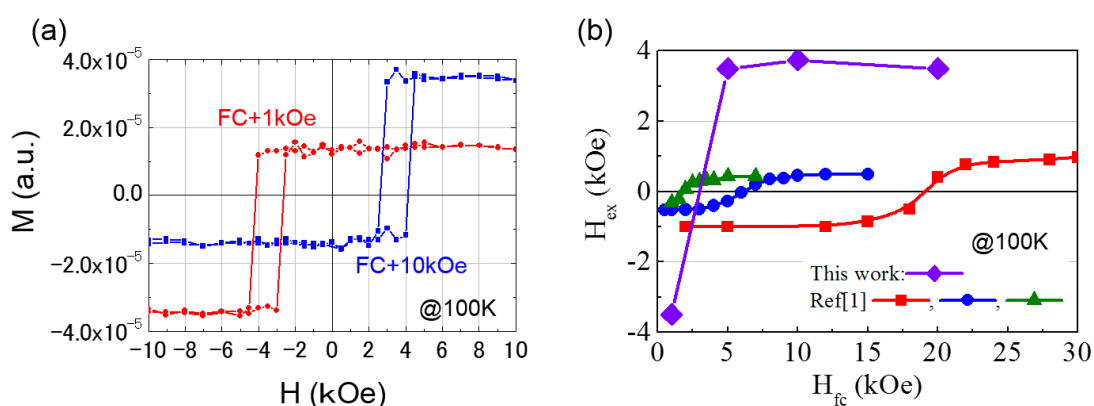 (a)
4.0x10⁻⁵
2.0x10⁻⁵
0.0
−2.0x10⁻⁵
−4.0x10⁻⁵
M (a.u.)
FC+1kOe
FC+10kOe
@100K
−10 −8 −6 −4 −2 0 2 4 6 8 10
H (kOe)
(b)
4
2
0
-2
-4
H_ex (kOe)
@100K
This work:
Ref[1] , ,
0 5 10 15 20 25 30
H_fc (kOe)